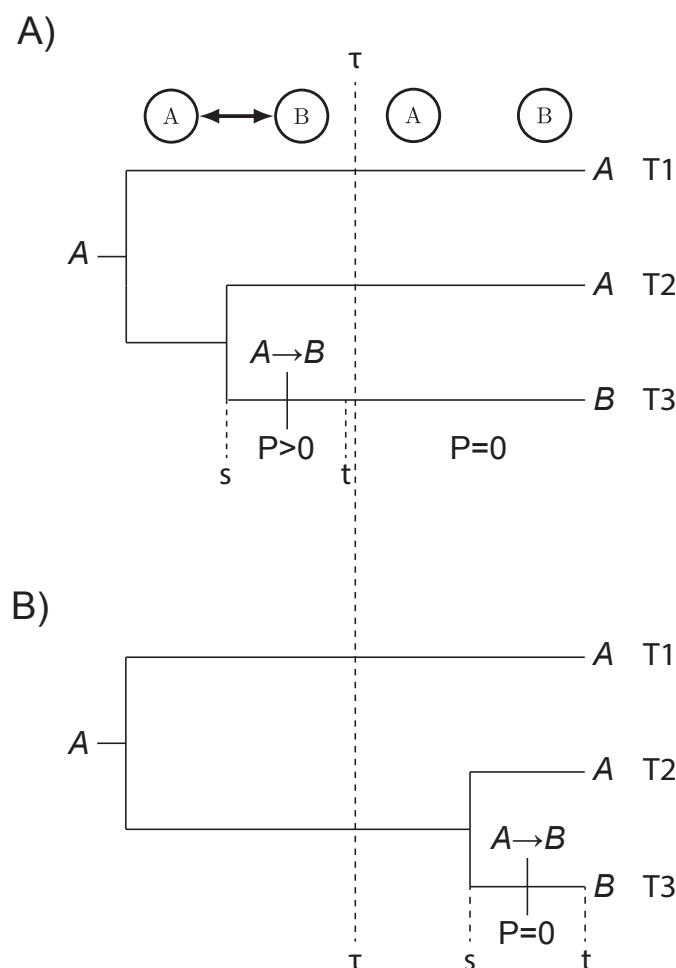 A)
τ
A B A B
A T1
A
A T2
A→B
B T3
P>0 P=0
s t
B)
A T1
A
A T2
A→B
B T3
P=0
τ s t